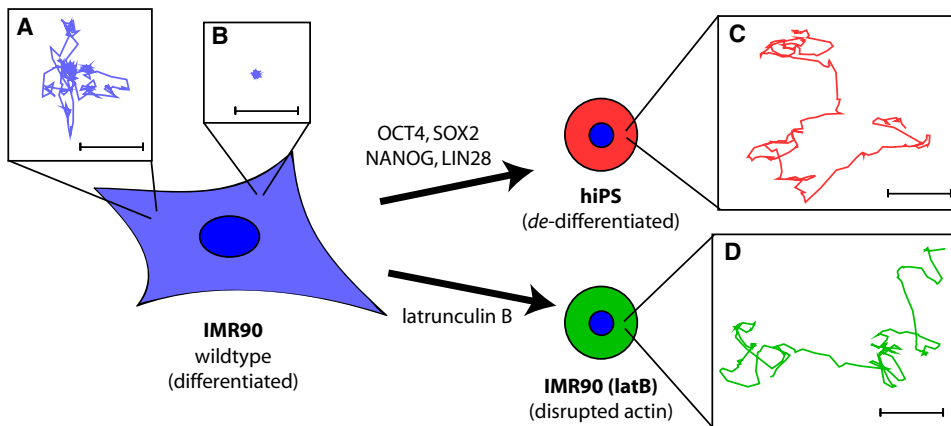 A
B
C
OCT4, SOX2
NANOG, LIN28
hiPS
(de-differentiated)
D
latrunculin B
IMR90
wildtype
(differentiated)
IMR90 (latB)
(disrupted actin)